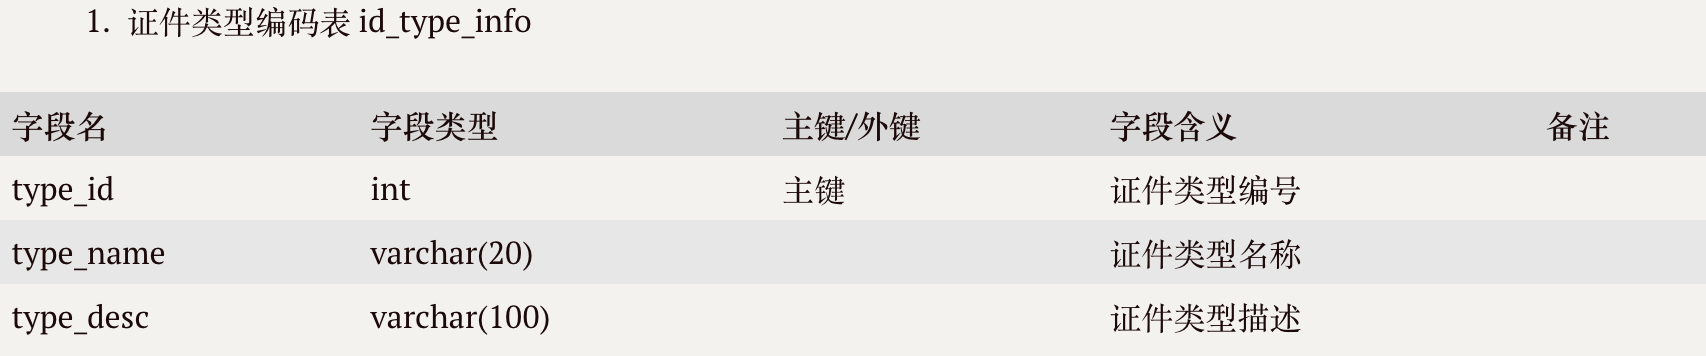 1. 证件类型编码表 id_type_info
字段名 字段类型 主键/外键 字段含义 备注
type_id int 主键 证件类型编号
type_name varchar(20) 证件类型名称
type_desc varchar(100) 证件类型描述